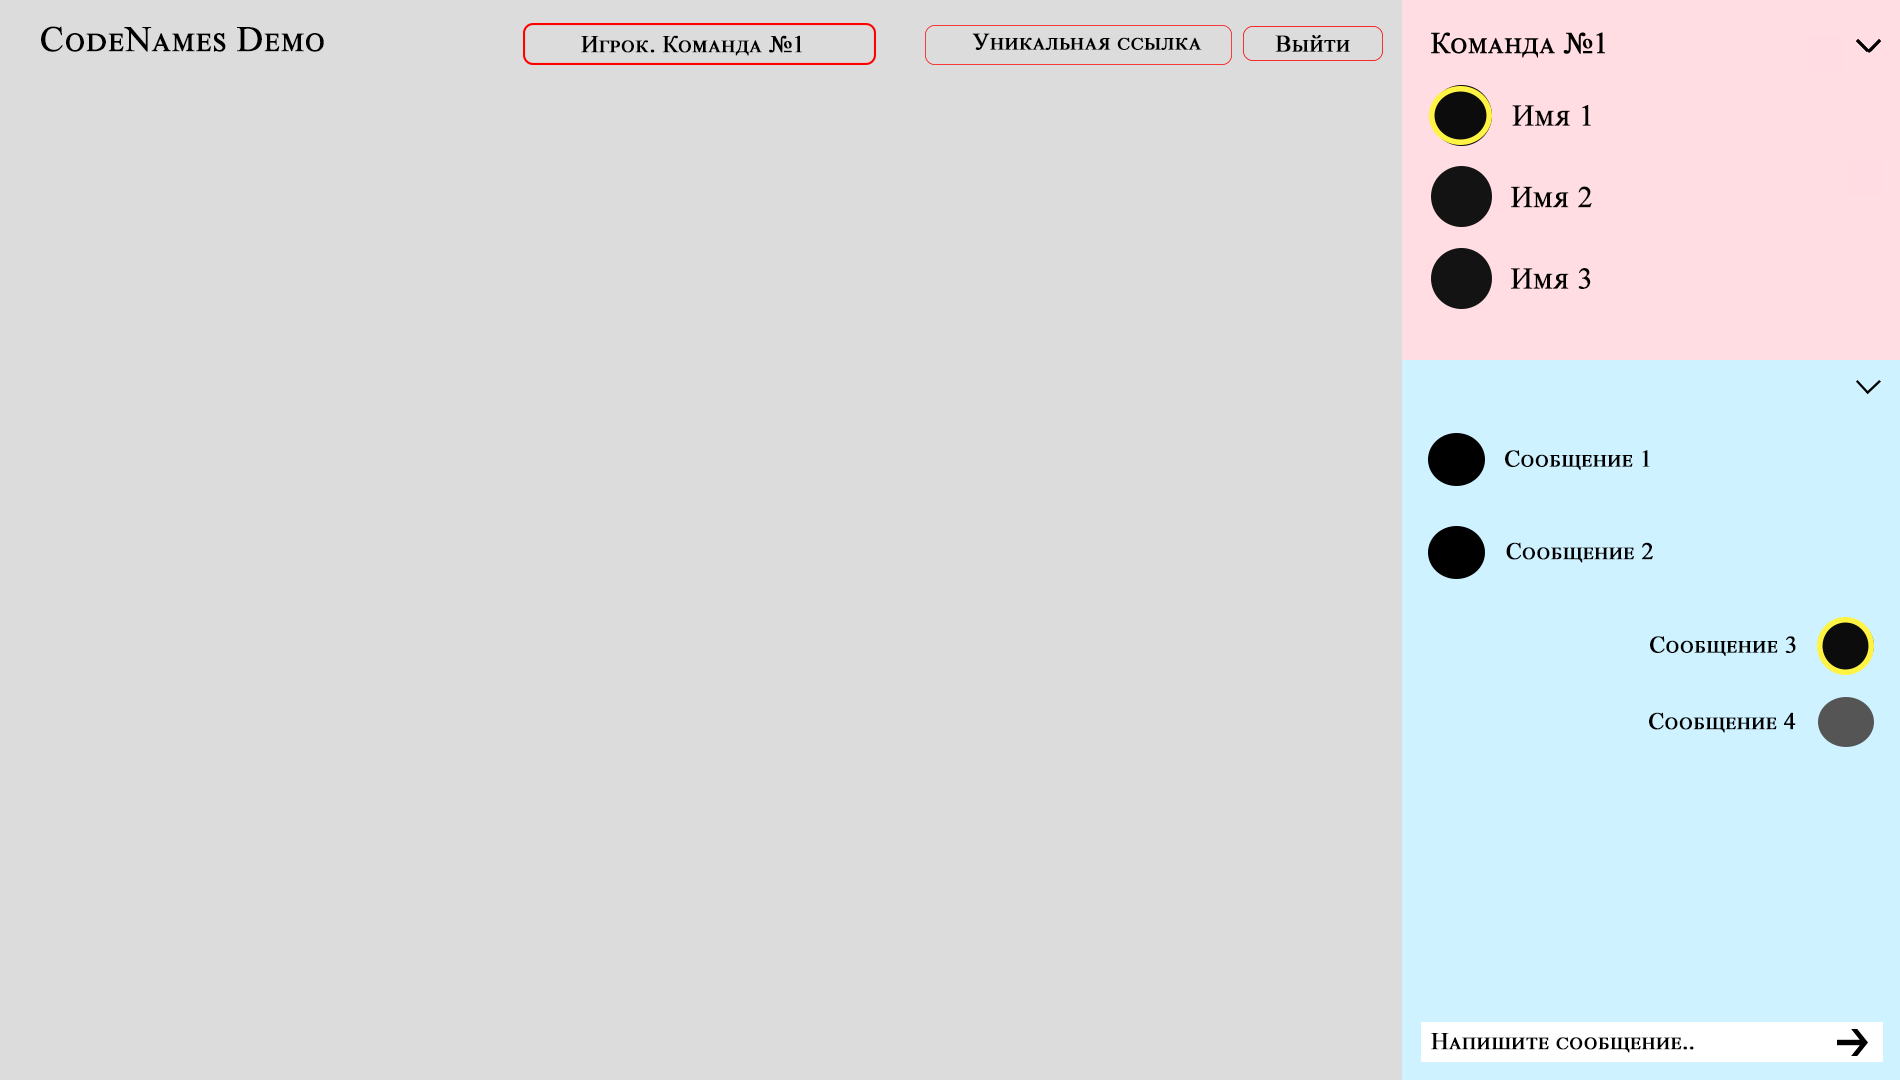 CodeNames Demo
Игрок. Команда №1
Уникальная ссылка
Выйти
Команда №1
Имя 1
Имя 2
Имя 3
Сообщение 1
Сообщение 2
Сообщение 3
Сообщение 4
Напишите сообщение..